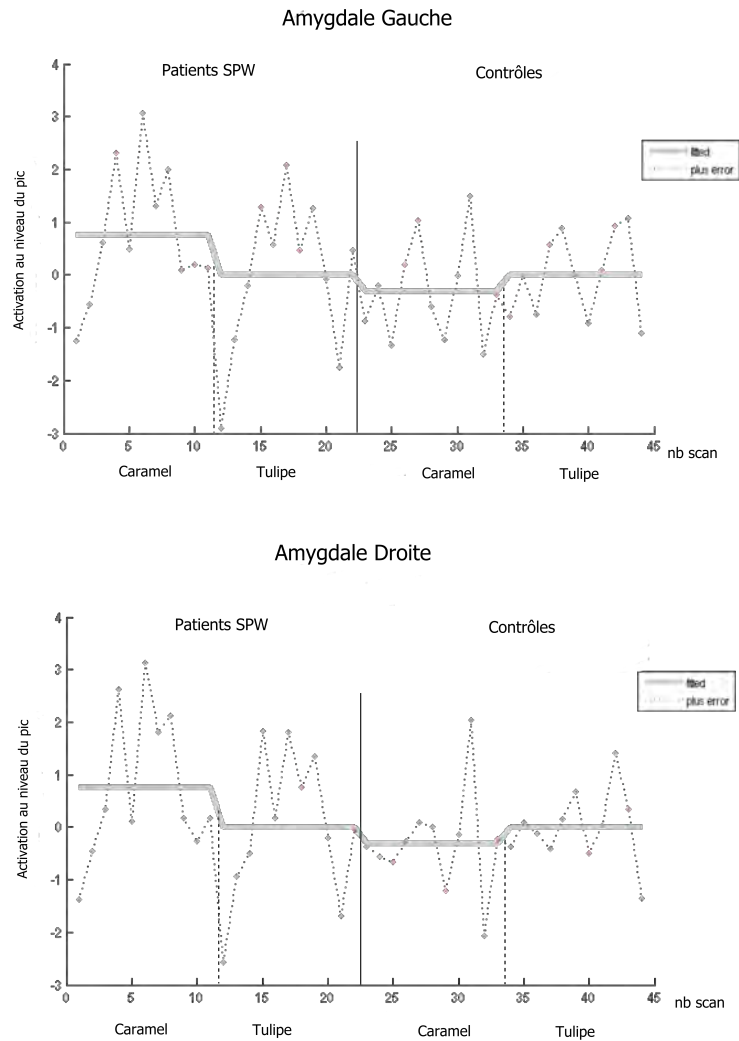 Amygdale Gauche
Patients SPW
Contrôles
Activation au niveau du pic
4
3
2
1
0
-1
-2
-3
fitted
plus error
0 5 10 15 20 25 30 35 40 45
nb scan
Caramel Tulipe Caramel Tulipe
Amygdale Droite
Patients SPW
Contrôles
Activation au niveau du pic
4
3
2
1
0
-1
-2
-3
fitted
plus error
0 5 10 15 20 25 30 35 40 45
nb scan
Caramel Tulipe Caramel Tulipe